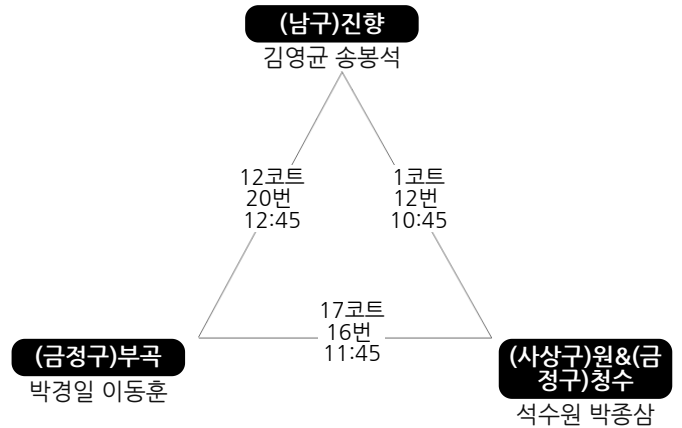 (남구)진향
김영균 송봉석
12코트
20번
12:45
1코트
12번
10:45
17코트
16번
11:45
(금정구)부곡
박경일 이동훈
(사상구)원&(금
정구)청수
석수원 박종삼